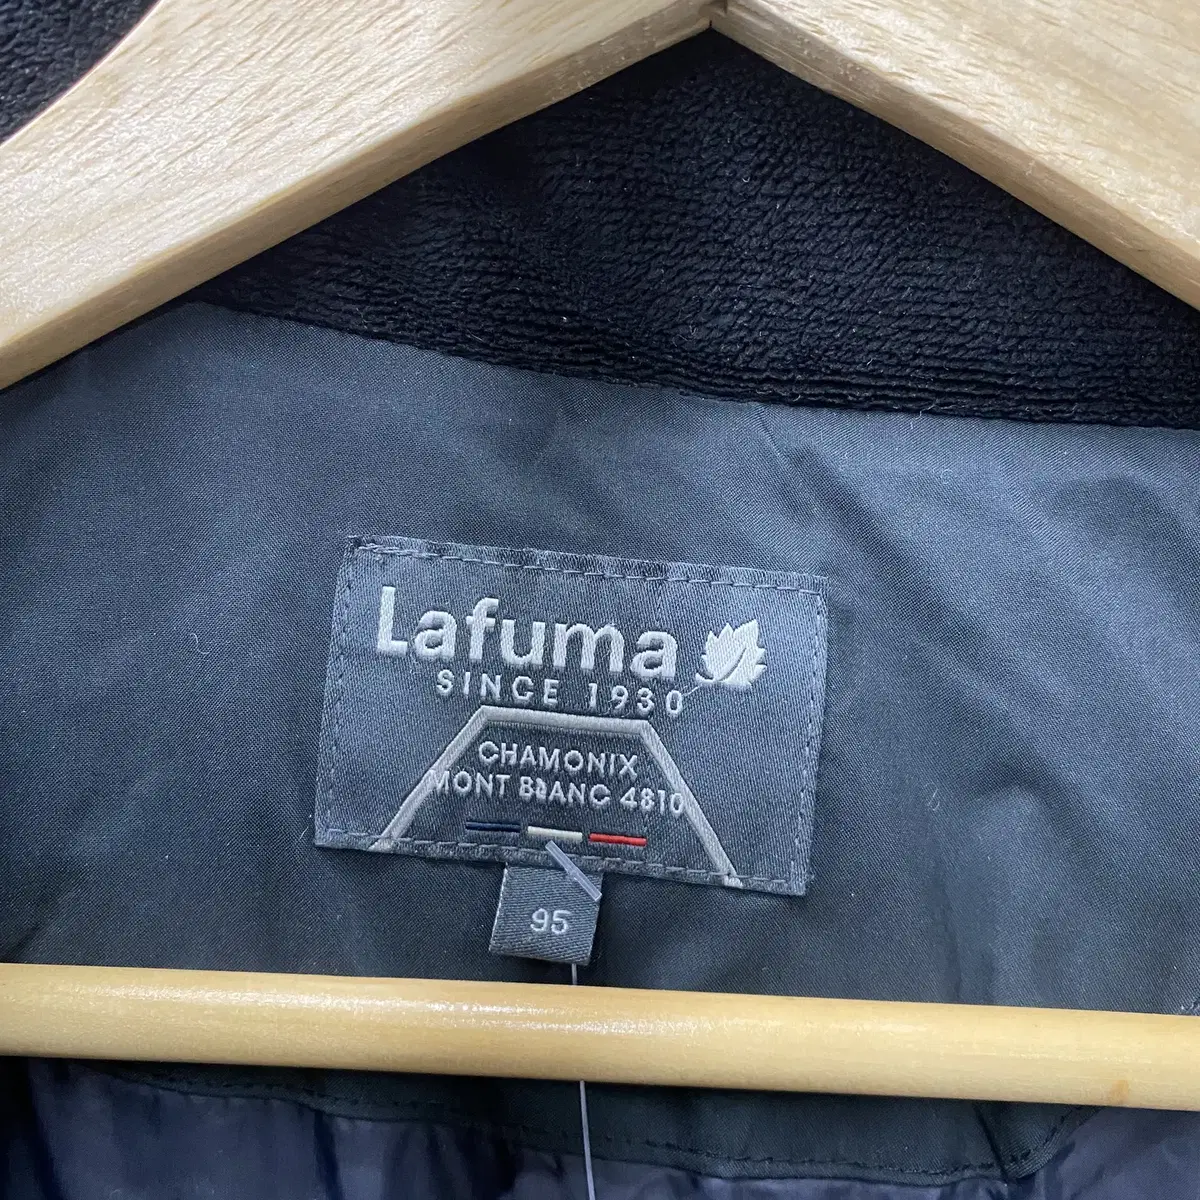 Lafuma
SINCE 1930
CHAMONIX
MONT BLANC 4810
95